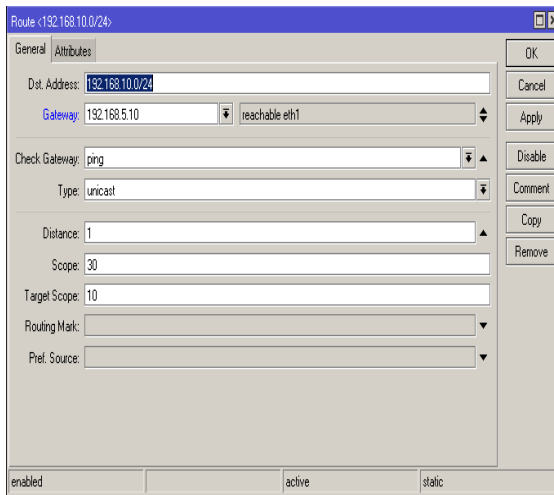 Route <192.168.10.0/24>
General Attributes
OK
Dst. Address: 192.168.10.0/24
Cancel
Gateway: 192.168.5.10 reachable eth1
Apply
Check Gateway: ping
Disable
Type: unicast
Comment
Copy
Distance: 1
Remove
Scope: 30
Target Scope: 10
Routing Mark:
Pref. Source:
enabled active static